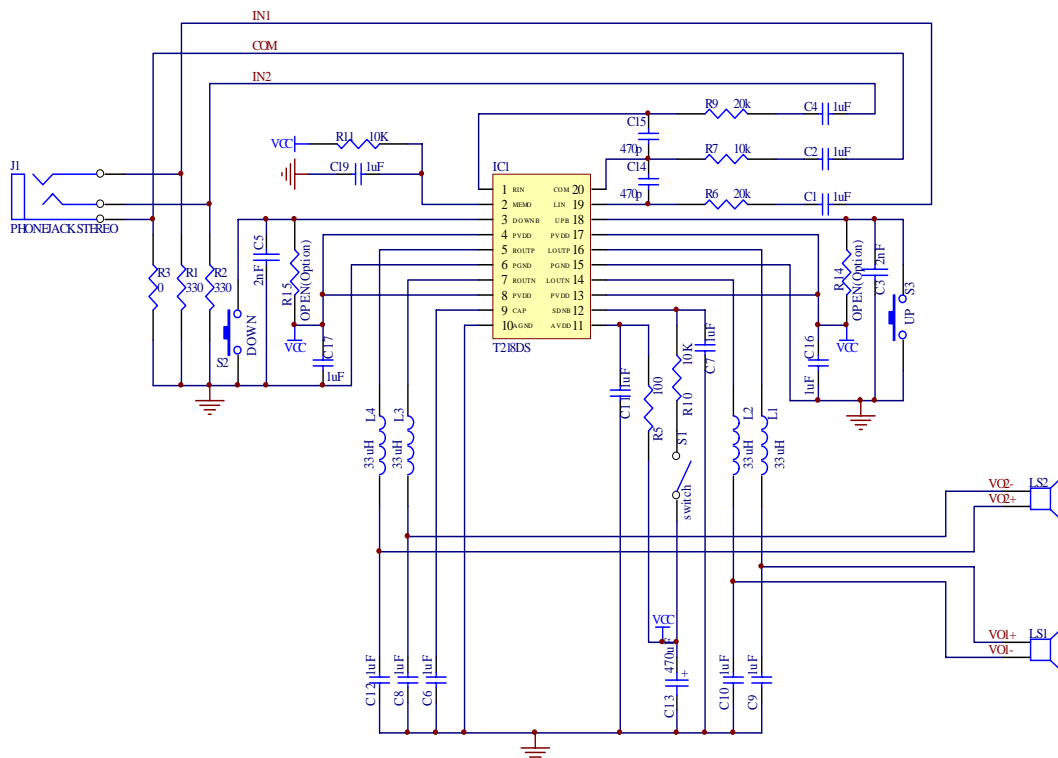 IN1
COM
IN2
R9 20k
C4 1uF
C15
470p
R11 10K
VCC
C19 1uF
R7 10k
C2 1uF
C14
470p
R6 20k
C1 1uF
J1
PHONEJACK STEREO
IC1
1 RIN
2 MEMO
3 DOWNB
4 PVDD
5 ROUTP
6 PGND
7 ROUTN
8 PVDD
9 CAP
10 AGND
COM 20
LIN 19
UPB 18
PVDD 17
LOUTP 16
PGND 15
LOUTN 14
PVDD 13
SDNB 12
AVDD 11
T218DS
R3
0
R1
330
R2
330
S2
DOWN
C5
2nF
R15
OPEN(Option)
VCC
C17
1uF
R14
OPEN(Option)
C3 2nF
S3
UP
VCC
C16
1uF
L4
33uH
L3
33uH
C11 1uF
R5 100
R10 10K
C7 1uF
S1
switch
L2
33uH
L1
33uH
VO2- LS2
VO2+
VO1+ LS1
VO1-
VCC
C12 1uF
C8 1uF
C6 1uF
C13 470uF
+
C10 1uF
C9 1uF